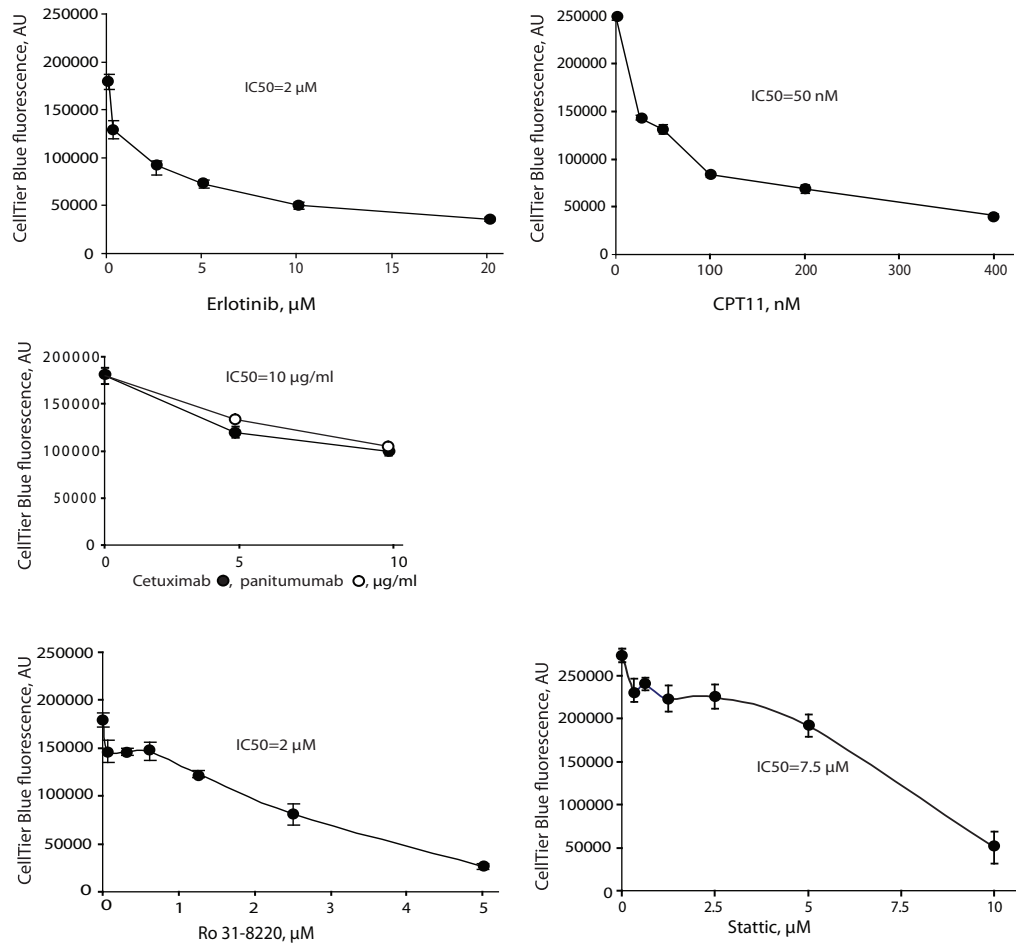 250000
200000
150000
100000
50000
0
CellTier Blue fluorescence, AU
IC50=2 µM
0 5 10 15 20
Erlotinib, µM
250000
200000
150000
100000
50000
0
CellTier Blue fluorescence, AU
IC50=50 nM
0 100 200 300 400
CPT11, nM
200000
150000
100000
50000
0
CellTier Blue fluorescence, AU
IC50=10 µg/ml
0 5 10
Cetuximab ●, panitumumab ○, µg/ml
250000
200000
150000
100000
50000
0
CellTier Blue fluorescence, AU
IC50=2 µM
0 1 2 3 4 5
Ro 31-8220, µM
250000
200000
150000
100000
50000
0
CellTier Blue fluorescence, AU
IC50=7.5 µM
0 2.5 5 7.5 10
Stattic, µM